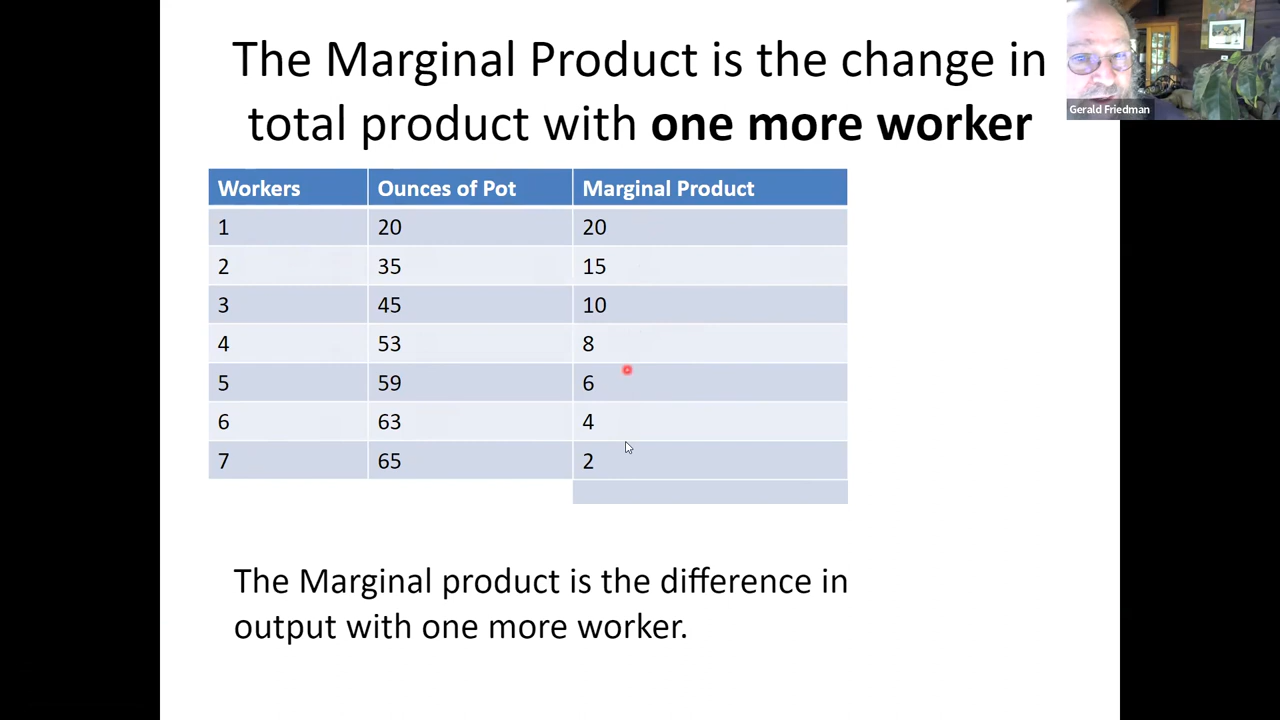 The Marginal Product is the change in
total product with one more worker
Gerald Friedman
Workers Ounces of Pot Marginal Product
1 20 20
2 35 15
3 45 10
4 53 8
5 59 6
6 63 4
7 65 2
The Marginal product is the difference in
output with one more worker.